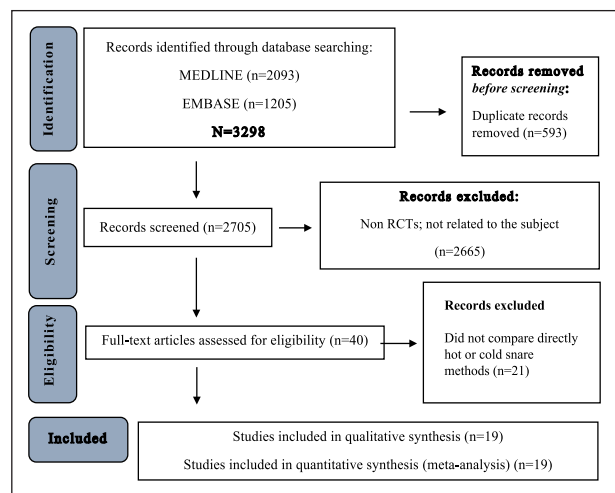 Identification
Records identified through database searching:
MEDLINE (n=2093)
EMBASE (n=1205)
N=3298
Records removed
before screening:
Duplicate records
removed (n=593)
Screening
Records screened (n=2705)
Records excluded:
Non RCTs; not related to the subject
(n=2665)
Eligibility
Full-text articles assessed for eligibility (n=40)
Records excluded
Did not compare directly
hot or cold snare
methods (n=21)
Included
Studies included in qualitative synthesis (n=19)
Studies included in quantitative synthesis (meta-analysis) (n=19)